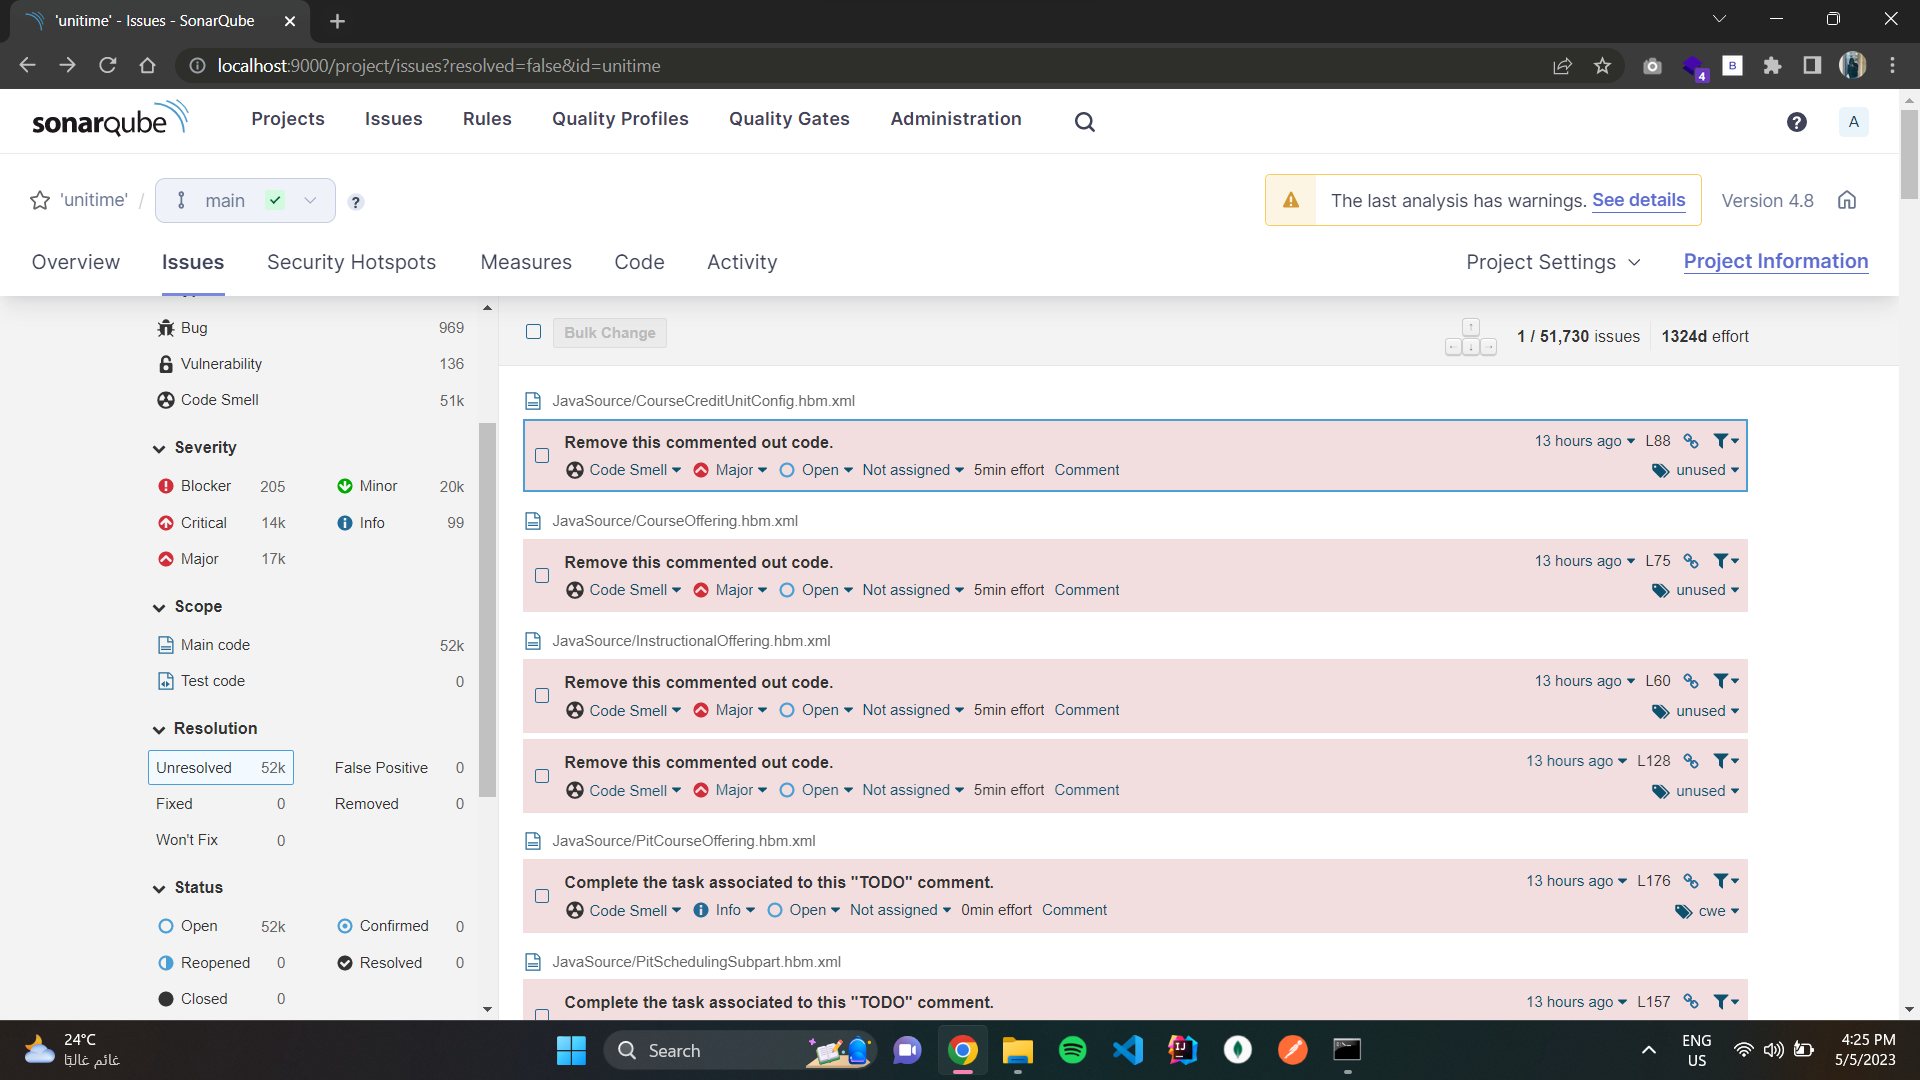 'unitime' - Issues - SonarQube
localhost:9000/project/issues?resolved=false&id=unitime
4
B
sonarqube
Projects Issues Rules Quality Profiles Quality Gates Administration
?
A
'unitime' / main
?
The last analysis has warnings. See details
Version 4.8
Overview Issues Security Hotspots Measures Code Activity
Project Settings Project Information
Bug 969
Vulnerability 136
Code Smell 51k
Severity
Blocker 205 Minor 20k
Critical 14k Info 99
Major 17k
Scope
Main code 52k
Test code 0
Resolution
Unresolved 52k False Positive 0
Fixed 0 Removed 0
Won't Fix 0
Status
Open 52k Confirmed 0
Reopened 0 Resolved 0
Closed 0
Bulk Change
1 / 51,730 issues 1324d effort
JavaSource/CourseCreditUnitConfig.hbm.xml
Remove this commented out code. 13 hours ago L88
Code Smell Major Open Not assigned 5min effort Comment unused
JavaSource/CourseOffering.hbm.xml
Remove this commented out code. 13 hours ago L75
Code Smell Major Open Not assigned 5min effort Comment unused
JavaSource/InstructionalOffering.hbm.xml
Remove this commented out code. 13 hours ago L60
Code Smell Major Open Not assigned 5min effort Comment unused
Remove this commented out code. 13 hours ago L128
Code Smell Major Open Not assigned 5min effort Comment unused
JavaSource/PitCourseOffering.hbm.xml
Complete the task associated to this "TODO" comment. 13 hours ago L176
Code Smell Info Open Not assigned 0min effort Comment cwe
JavaSource/PitSchedulingSubpart.hbm.xml
Complete the task associated to this "TODO" comment. 13 hours ago L157
24°C
غائم غالبًا
Search
IJ
ENG
US
4:25 PM
5/5/2023